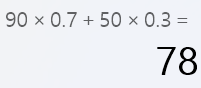 90 × 0.7 + 50 × 0.3 =
78